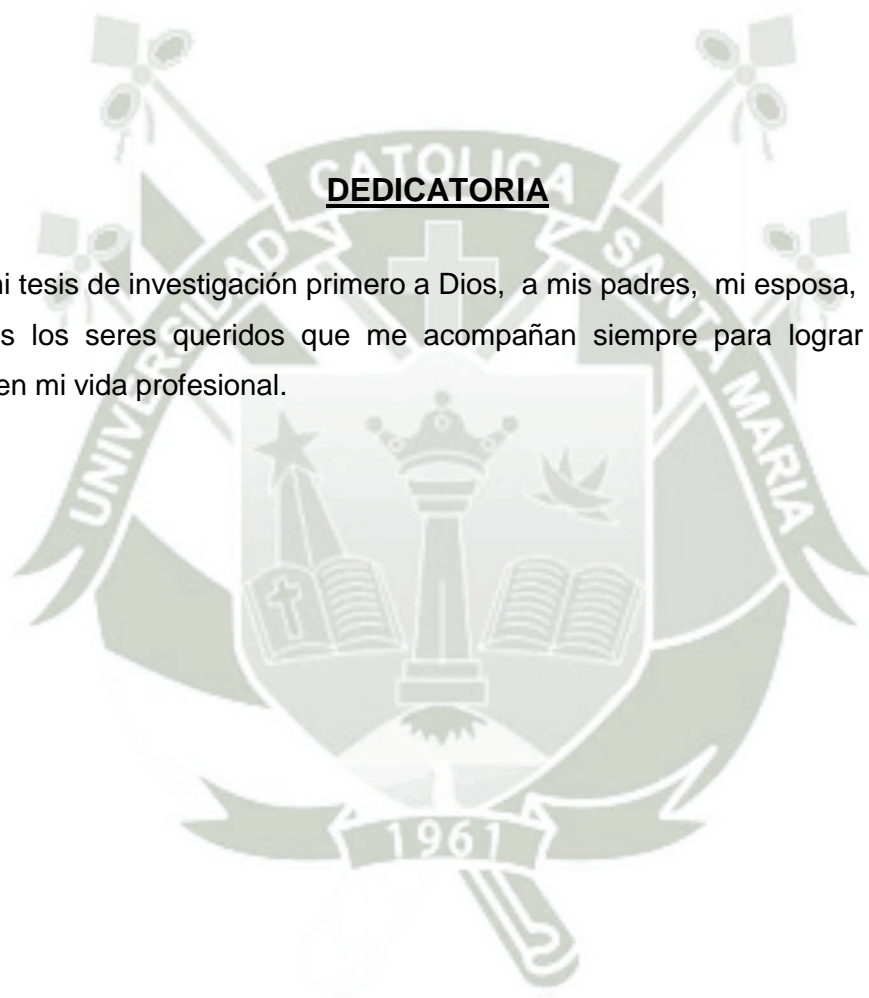 DEDICATORIA
i tesis de investigación primero a Dios, a mis padres, mi esposa,
s los seres queridos que me acompañan siempre para lograr
en mi vida profesional.
UNIVERSIDAD CATOLICA SANTA MARIA
1961